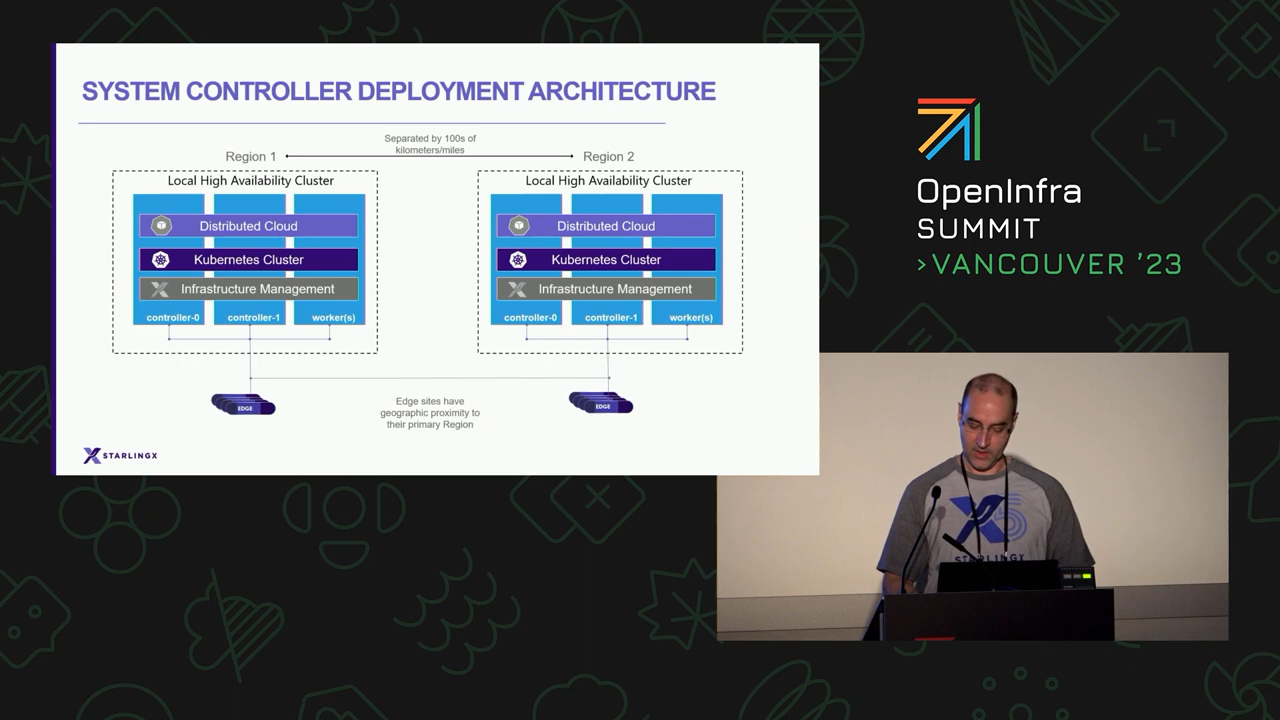 SYSTEM CONTROLLER DEPLOYMENT ARCHITECTURE
Separated by 100s of
kilometers/miles
Region 1
Region 2
Local High Availability Cluster
Distributed Cloud
Kubernetes Cluster
Infrastructure Management
controller-0
controller-1
worker(s)
Local High Availability Cluster
Distributed Cloud
Kubernetes Cluster
Infrastructure Management
controller-0
controller-1
worker(s)
EDGE
EDGE
Edge sites have
geographic proximity to
their primary Region
STARLINGX
OpenInfra
SUMMIT
>VANCOUVER '23
X5
STARLINGX